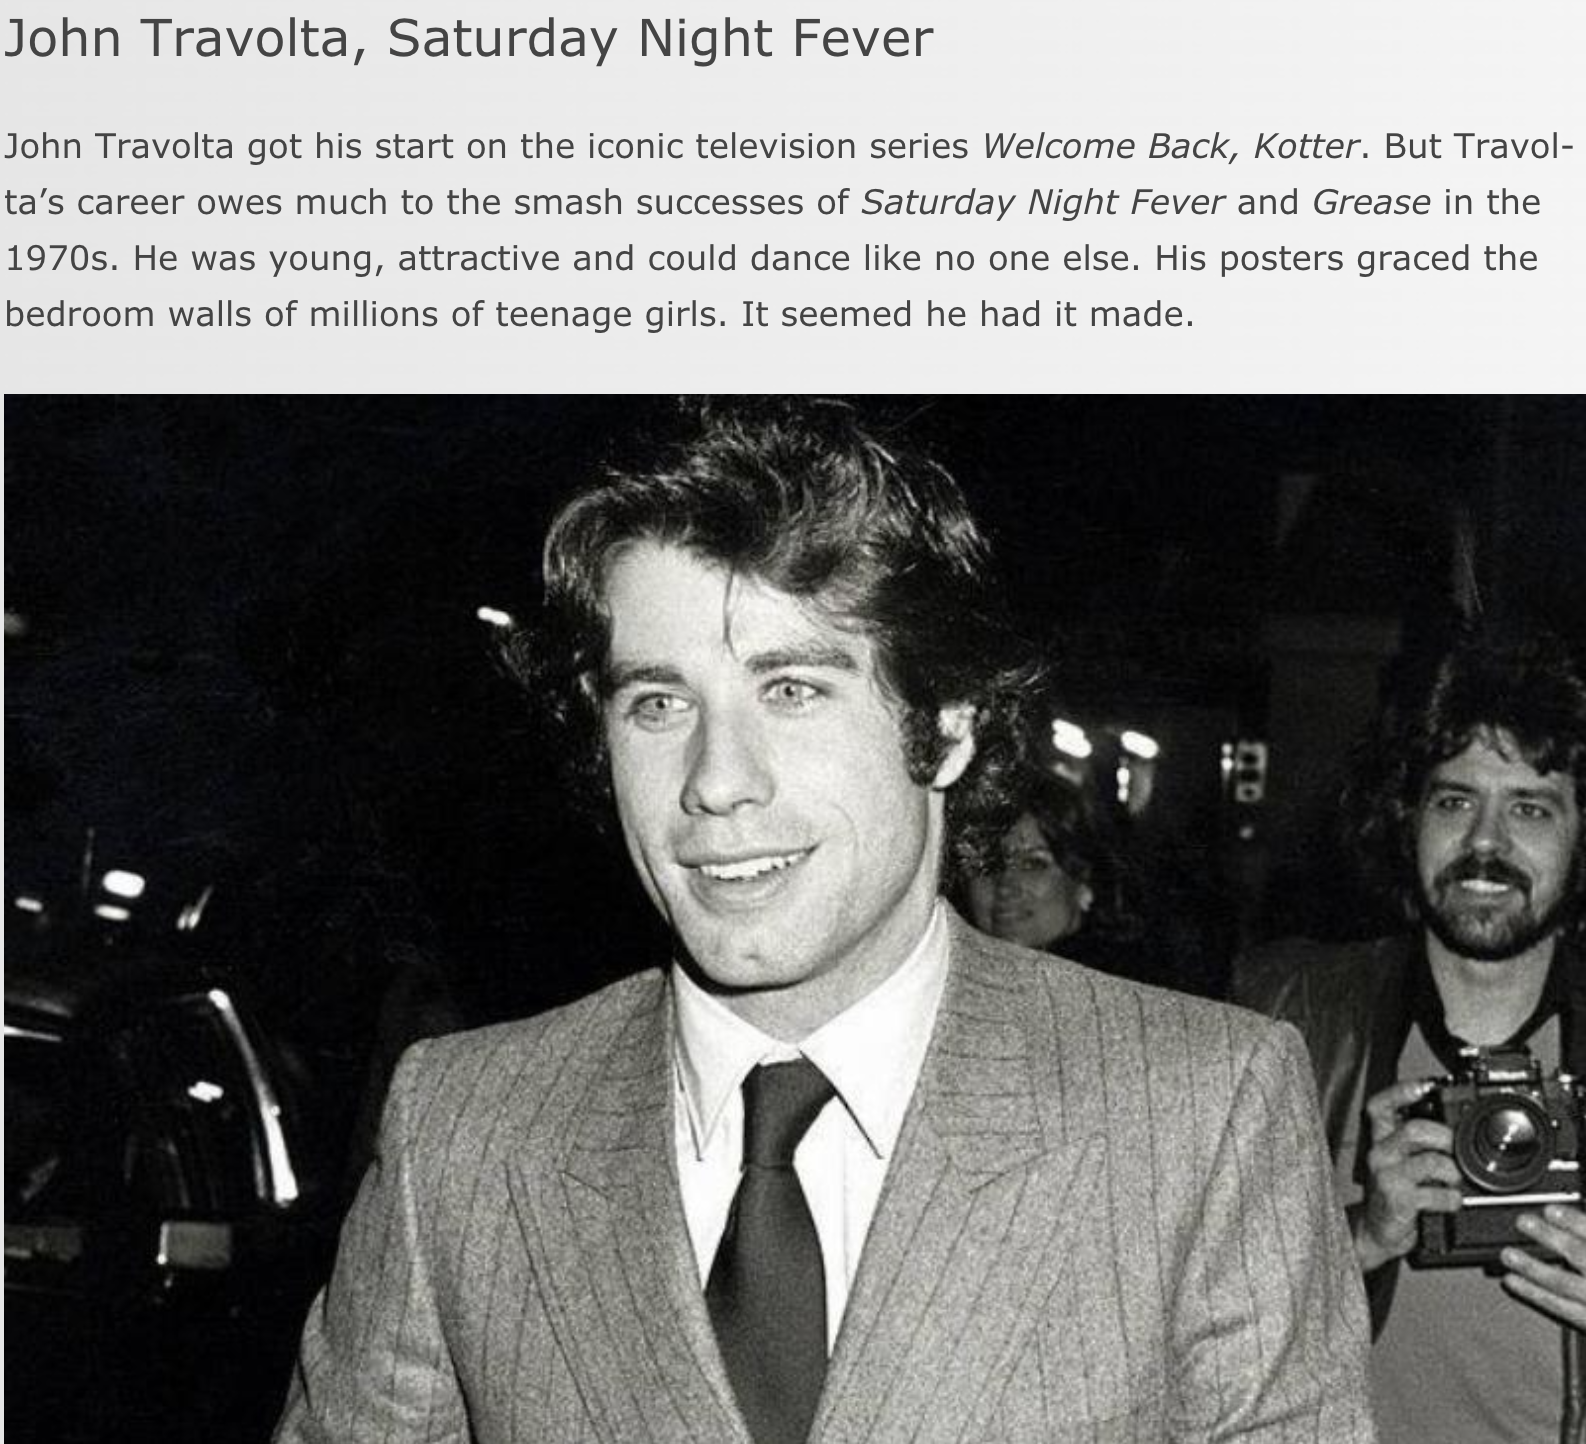 John Travolta, Saturday Night Fever
John Travolta got his start on the iconic television series Welcome Back, Kotter. But Travol-
ta’s career owes much to the smash successes of Saturday Night Fever and Grease in the
1970s. He was young, attractive and could dance like no one else. His posters graced the
bedroom walls of millions of teenage girls. It seemed he had it made.